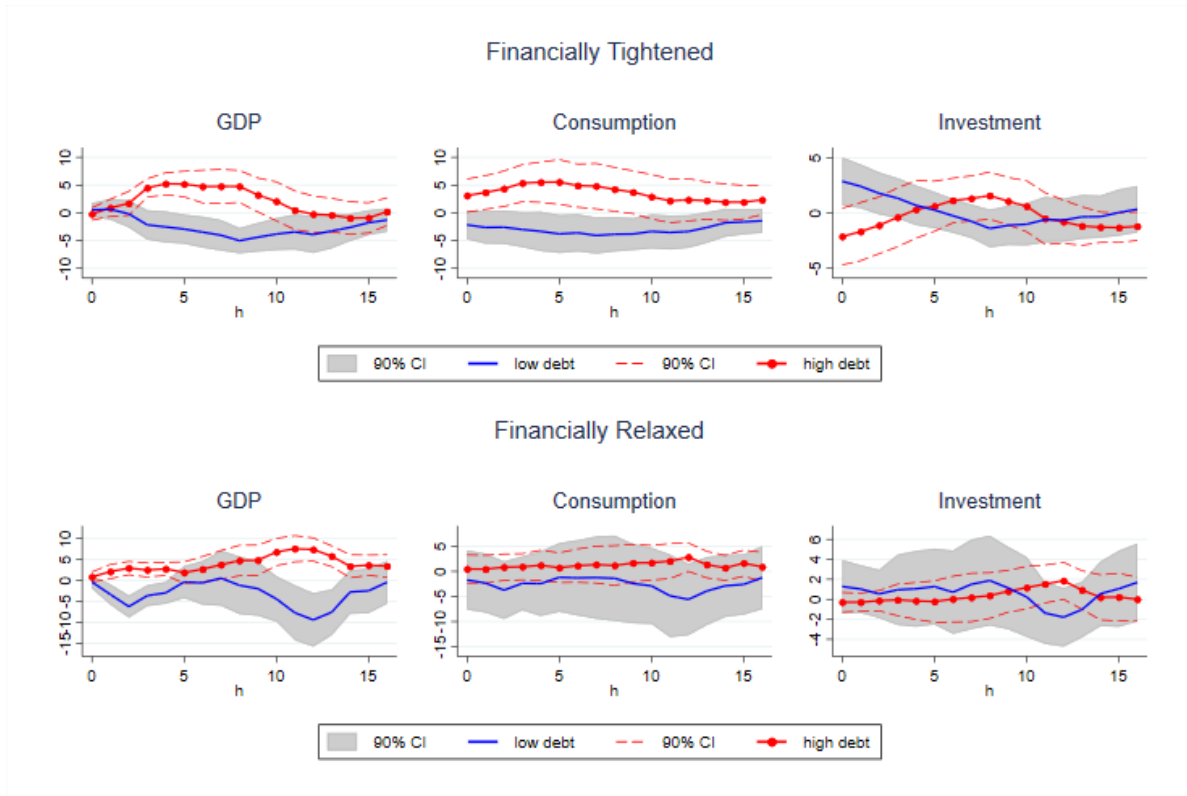 Financially Tightened
GDP Consumption Investment
10 10 5
5 5
0 0 0
-5 -5
-10 -10 -5
0 5 10 15 0 5 10 15 0 5 10 15
h h h
90% CI low debt 90% CI high debt
Financially Relaxed
GDP Consumption Investment
10 5 6
5 0 4
0 -5 2
-5 -10 0
-10 -15 -2
-15 -4
0 5 10 15 0 5 10 15 0 5 10 15
h h h
90% CI low debt 90% CI high debt